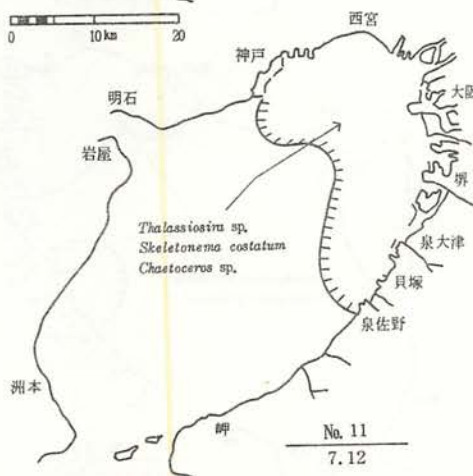 0 10 km 20
西宮
神戸
大阪
明石
岩屋
堺
Thalassiosira sp.
Skeletonema costatum
Chaetoceros sp.
泉大津
貝塚
泉佐野
洲本
岬
No. 11
7.12